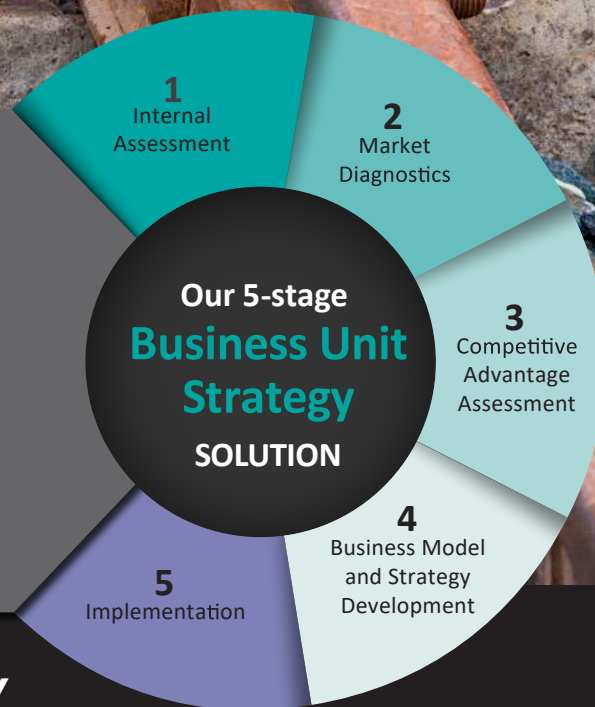 1
Internal
Assessment
2
Market
Diagnostics
3
Competitive
Advantage
Assessment
Our 5-stage
Business Unit
Strategy
SOLUTION
4
Business Model
and Strategy
Development
5
Implementation